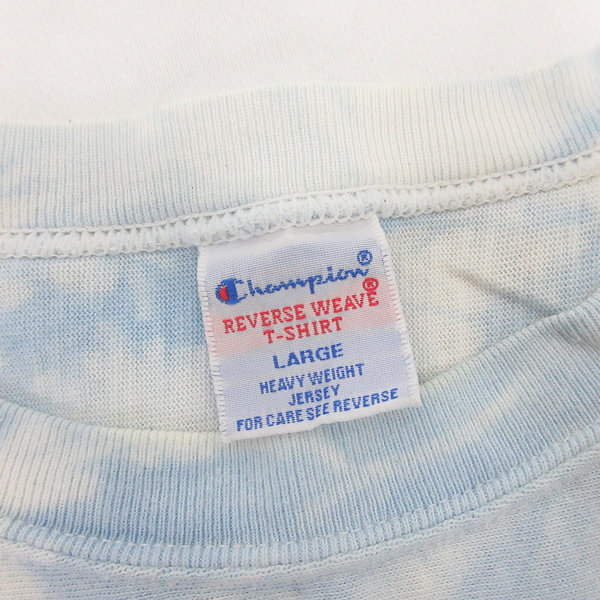 Champion®
REVERSE WEAVE®
T-SHIRT
LARGE
HEAVY WEIGHT
JERSEY
FOR CARE SEE REVERSE